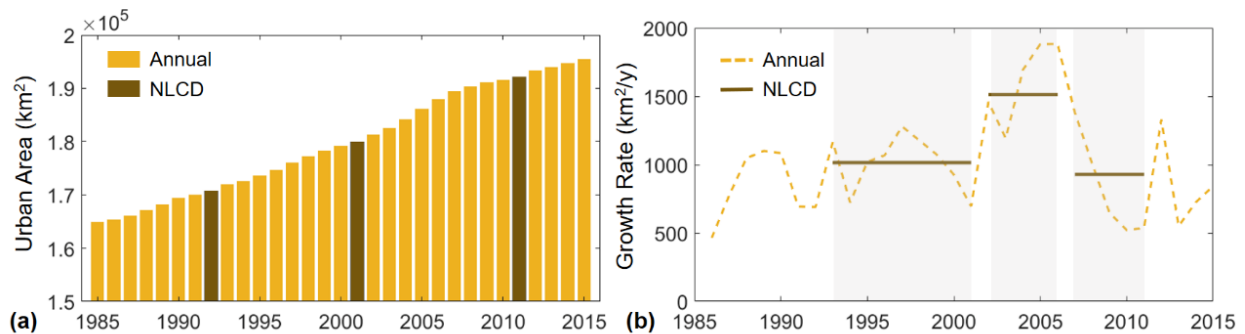 × 10⁵
2
1.9
1.8
1.7
1.6
1.5
Urban Area (km²)
Annual
NLCD
1985 1990 1995 2000 2005 2010 2015
(a)
2000
1500
1000
500
0
Growth Rate (km²/y)
Annual
NLCD
1985 1990 1995 2000 2005 2010 2015
(b)